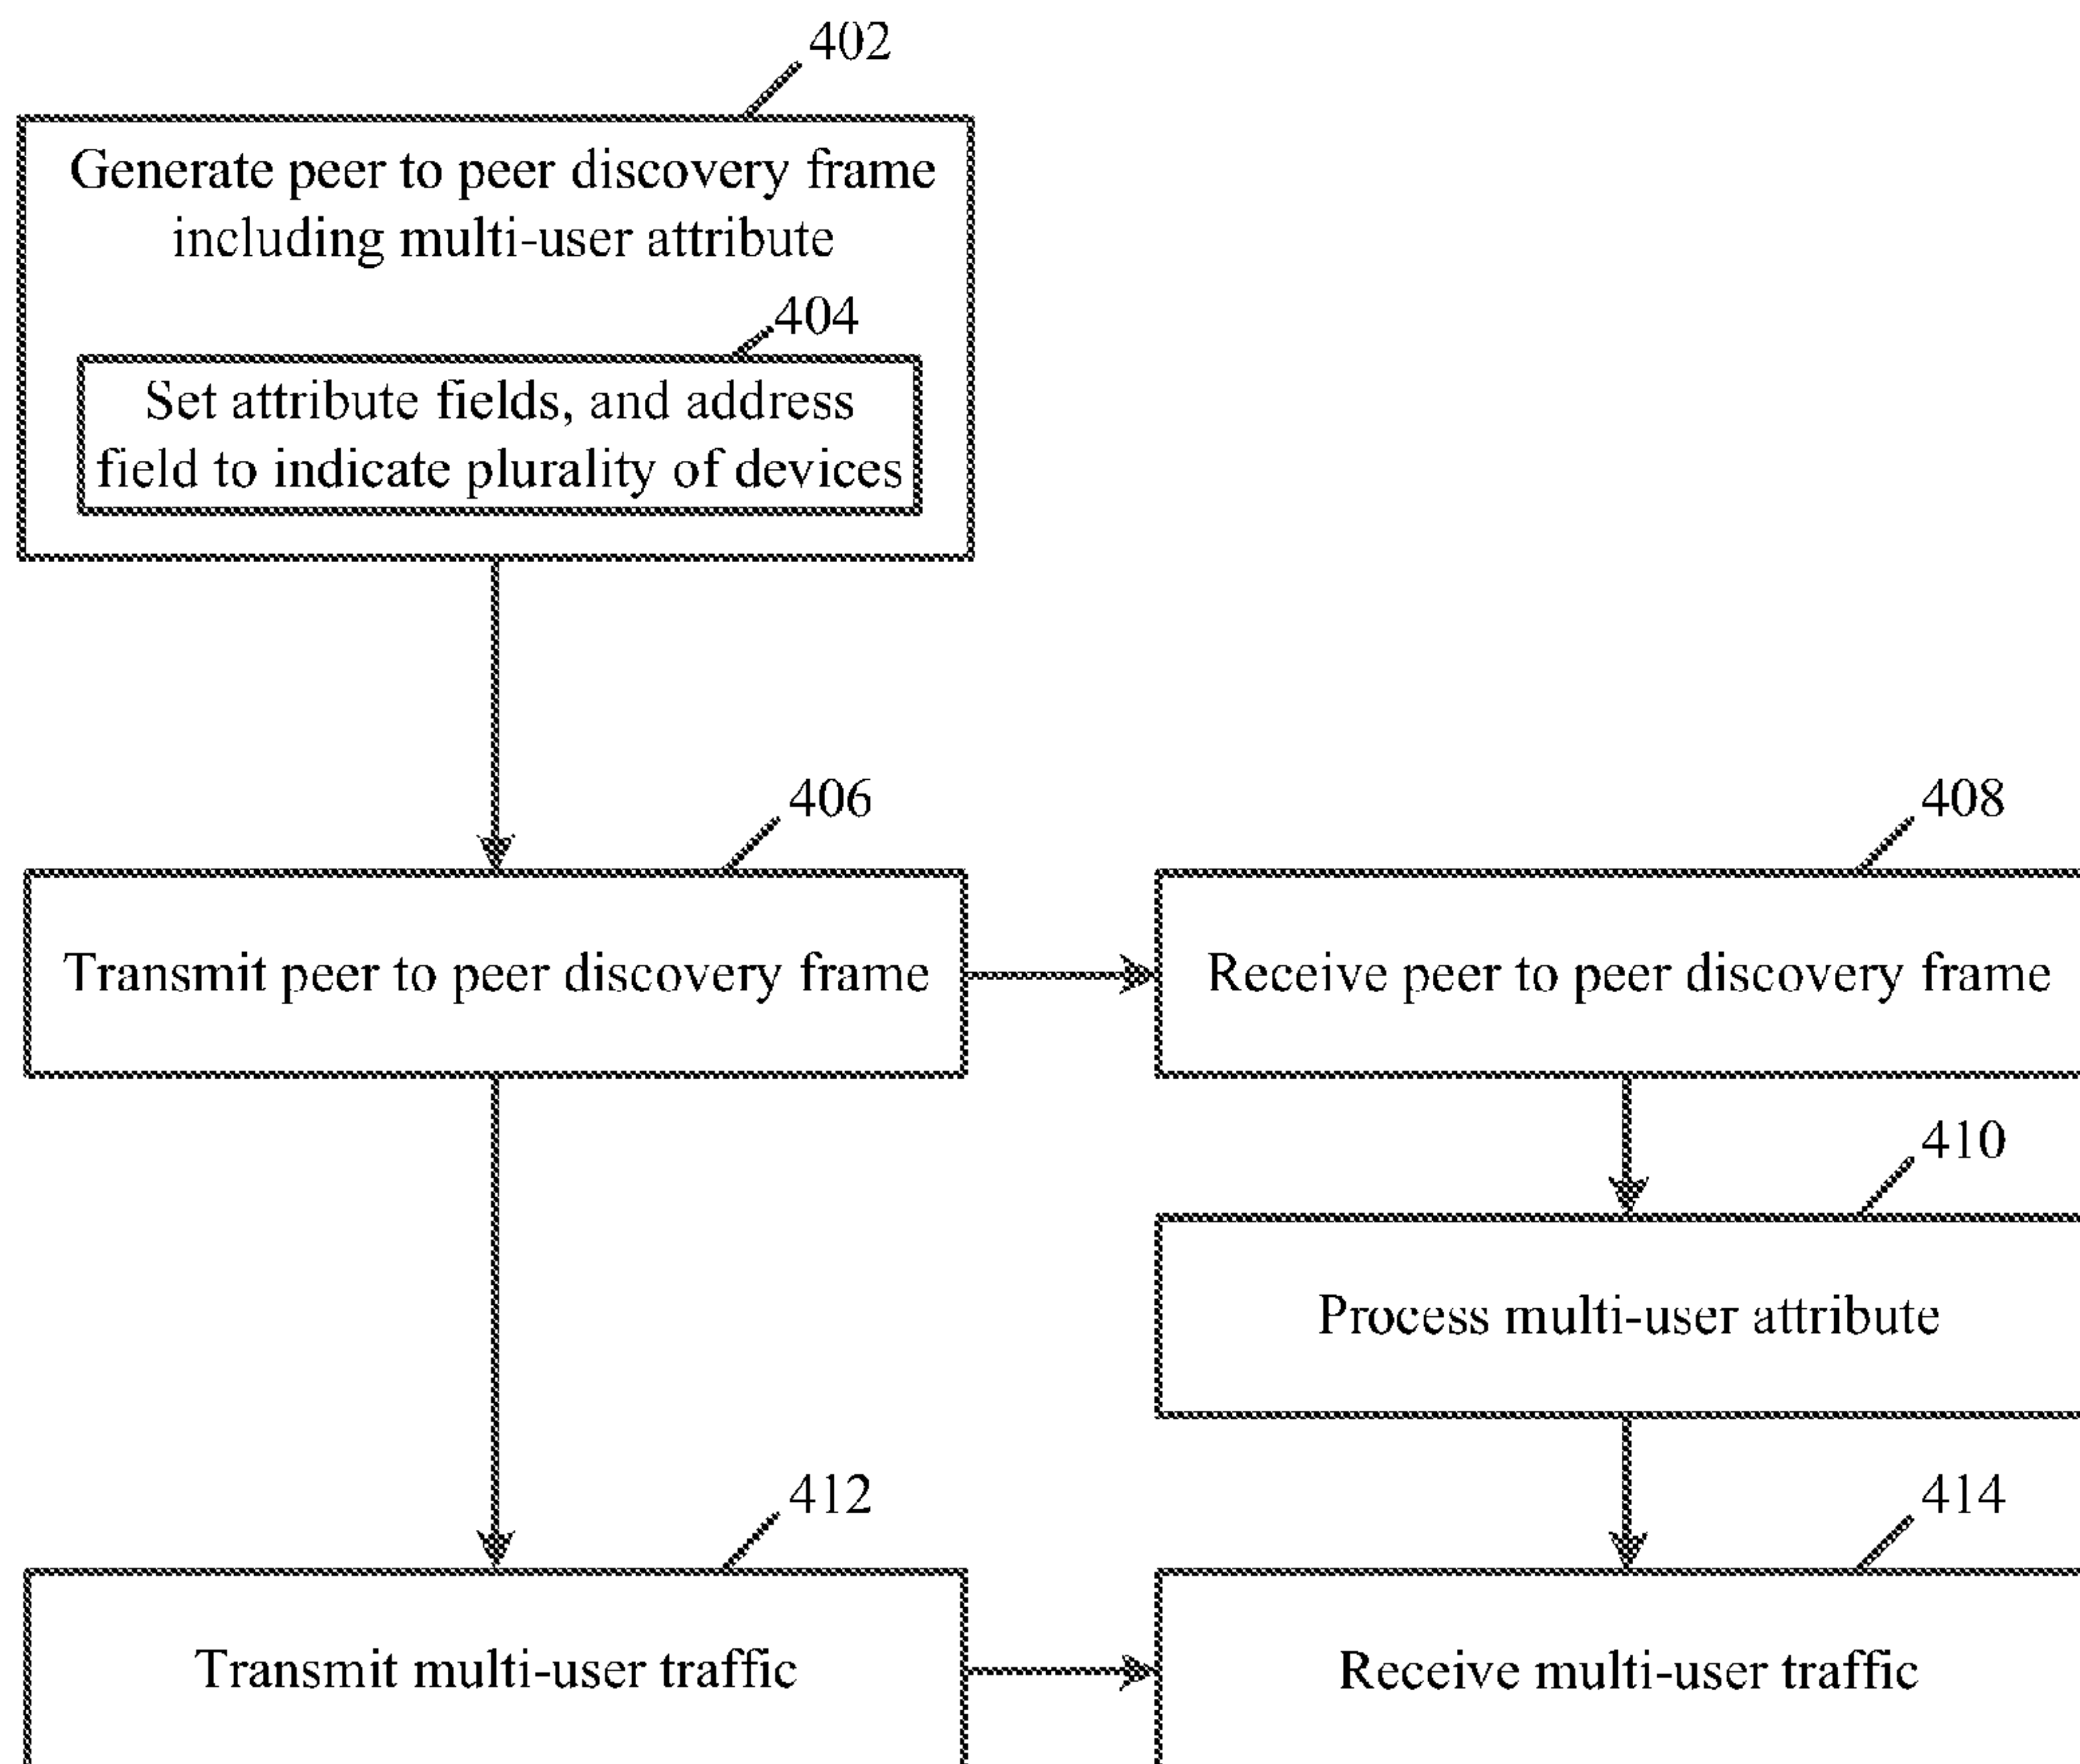 402
Generate peer to peer discovery frame
including multi-user attribute
404
Set attribute fields, and address
field to indicate plurality of devices
406
Transmit peer to peer discovery frame
408
Receive peer to peer discovery frame
410
Process multi-user attribute
412
Transmit multi-user traffic
414
Receive multi-user traffic